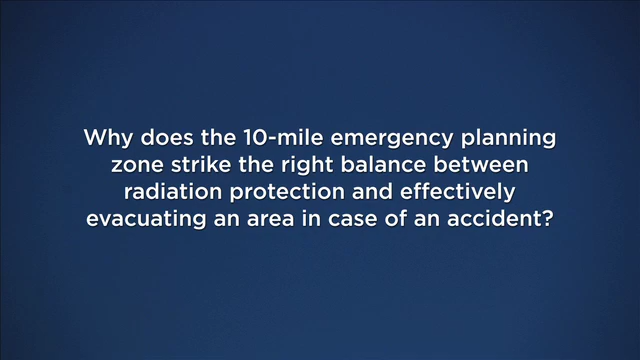 Why does the 10-mile emergency planning
zone strike the right balance between
radiation protection and effectively
evacuating an area in case of an accident?